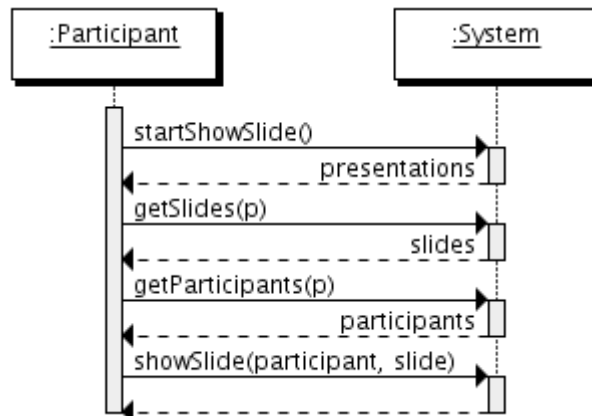 :Participant
:System
startShowSlide()
presentations
getSlides(p)
slides
getParticipants(p)
participants
showSlide(participant, slide)